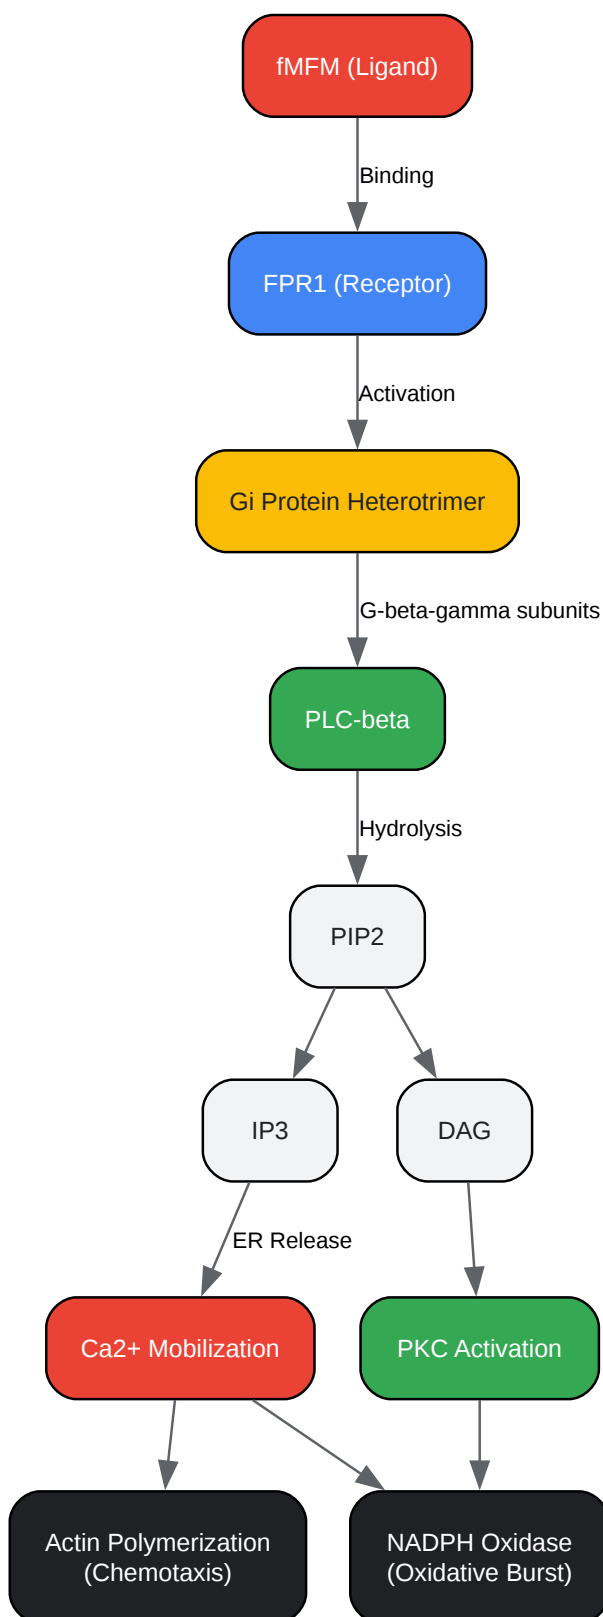 fMFM (Ligand)
Binding
FPR1 (Receptor)
Activation
Gi Protein Heterotrimer
G-beta-gamma subunits
PLC-beta
Hydrolysis
PIP2
IP3
DAG
ER Release
Ca2+ Mobilization
PKC Activation
Actin Polymerization
(Chemotaxis)
NADPH Oxidase
(Oxidative Burst)